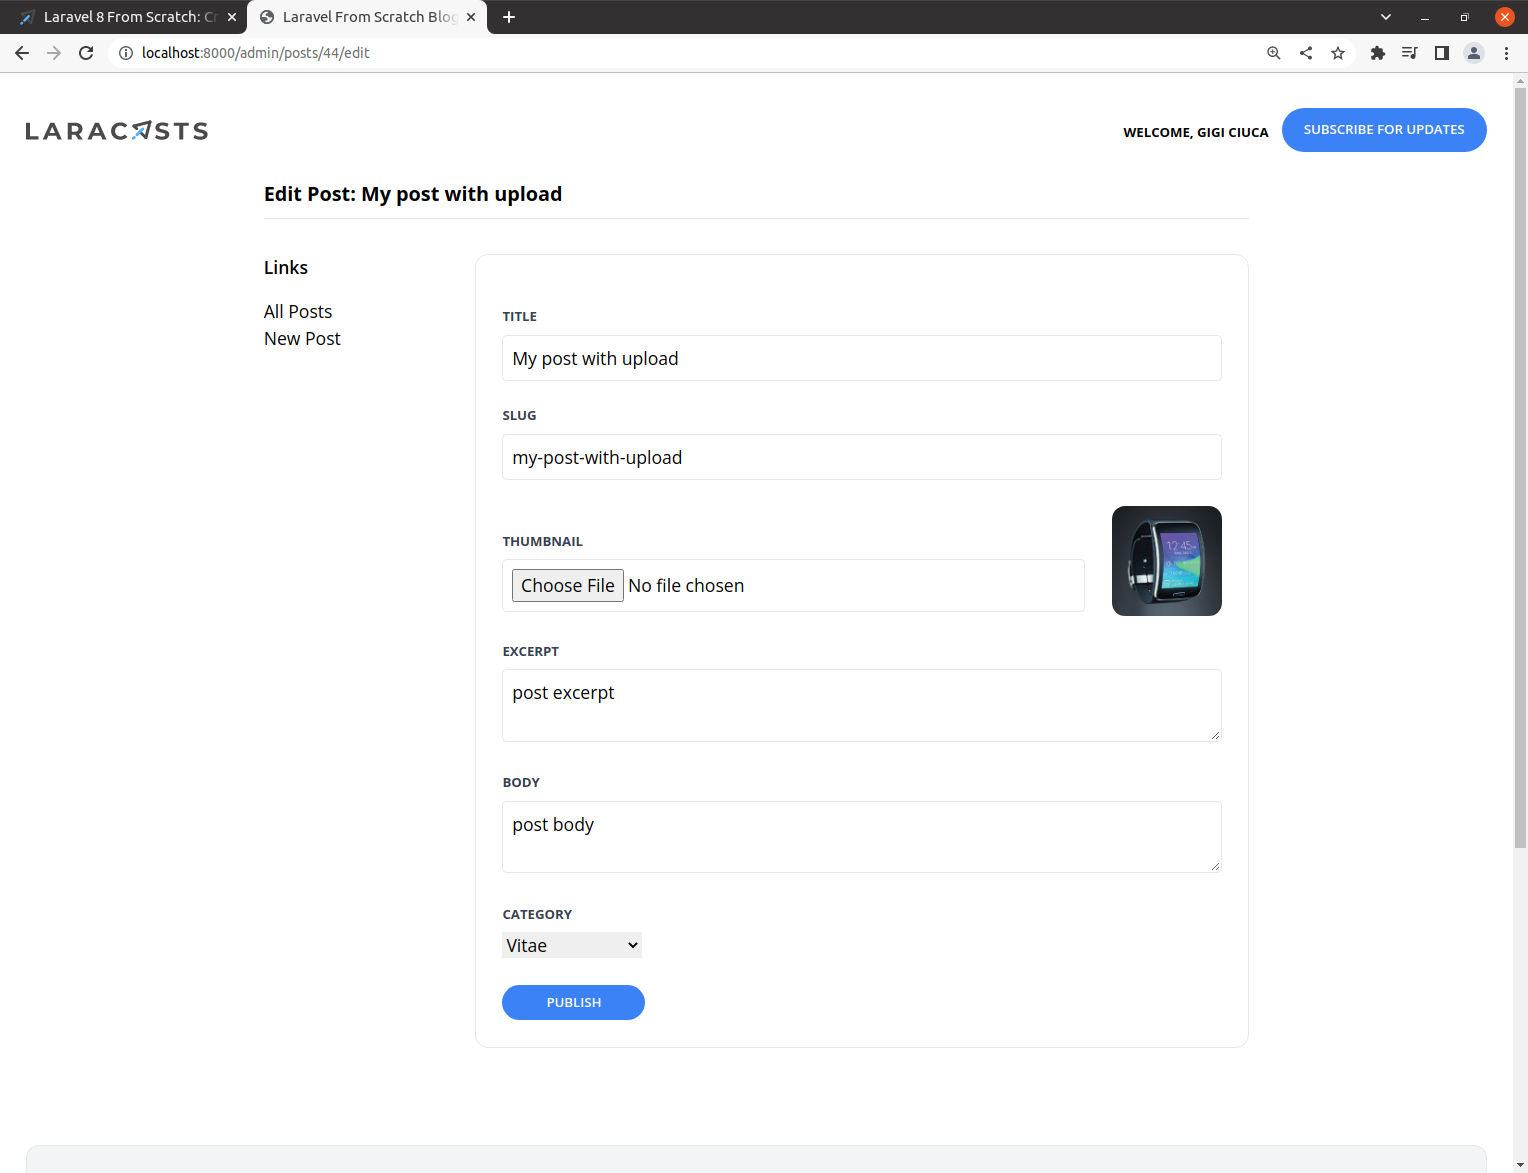 Laravel 8 From Scratch: Cr
Laravel From Scratch Blog
localhost:8000/admin/posts/44/edit
LARACASTS
WELCOME, GIGI CIUCA
SUBSCRIBE FOR UPDATES
Edit Post: My post with upload
Links
All Posts
New Post
TITLE
My post with upload
SLUG
my-post-with-upload
THUMBNAIL
Choose File No file chosen
12:45
EXCERPT
post excerpt
BODY
post body
CATEGORY
Vitae
PUBLISH